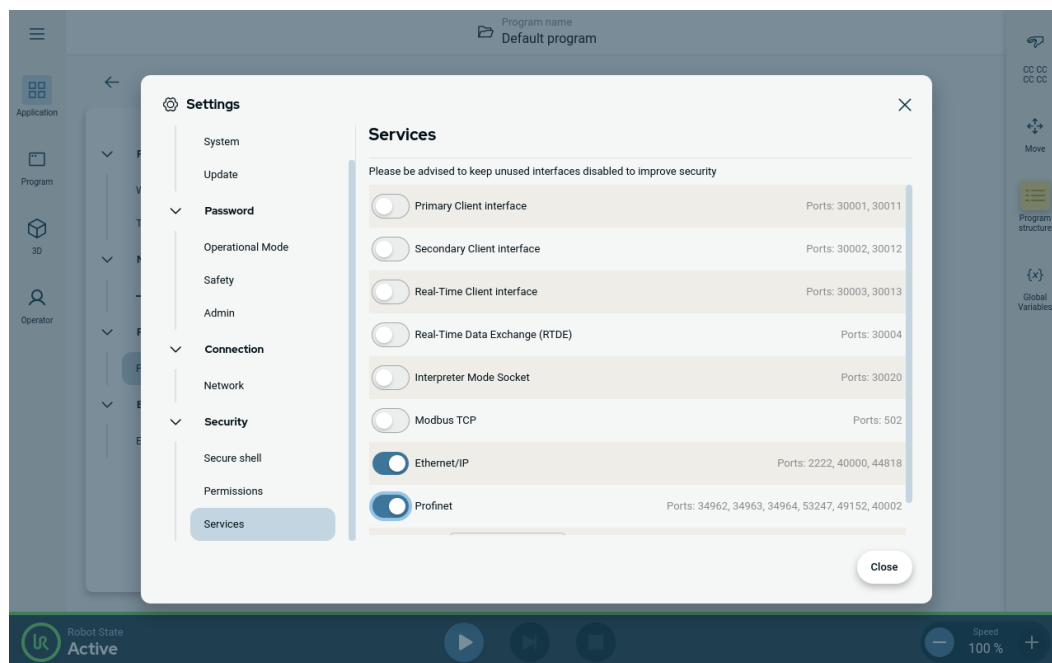 Program name
Default program
Application
Program
3D
Operator
CC CC
CC CC
Move
Program
structure
{x}
Global
Variables
Settings
System
Update
Password
Operational Mode
Safety
Admin
Connection
Network
Security
Secure shell
Permissions
Services
Services
Please be advised to keep unused interfaces disabled to improve security
Primary Client interface Ports: 30001, 30011
Secondary Client interface Ports: 30002, 30012
Real-Time Client interface Ports: 30003, 30013
Real-Time Data Exchange (RTDE) Ports: 30004
Interpreter Mode Socket Ports: 30020
Modbus TCP Ports: 502
Ethernet/IP Ports: 2222, 40000, 44818
Profinet Ports: 34962, 34963, 34964, 53247, 49152, 40002
Close
Robot State
Active
Speed
100 %